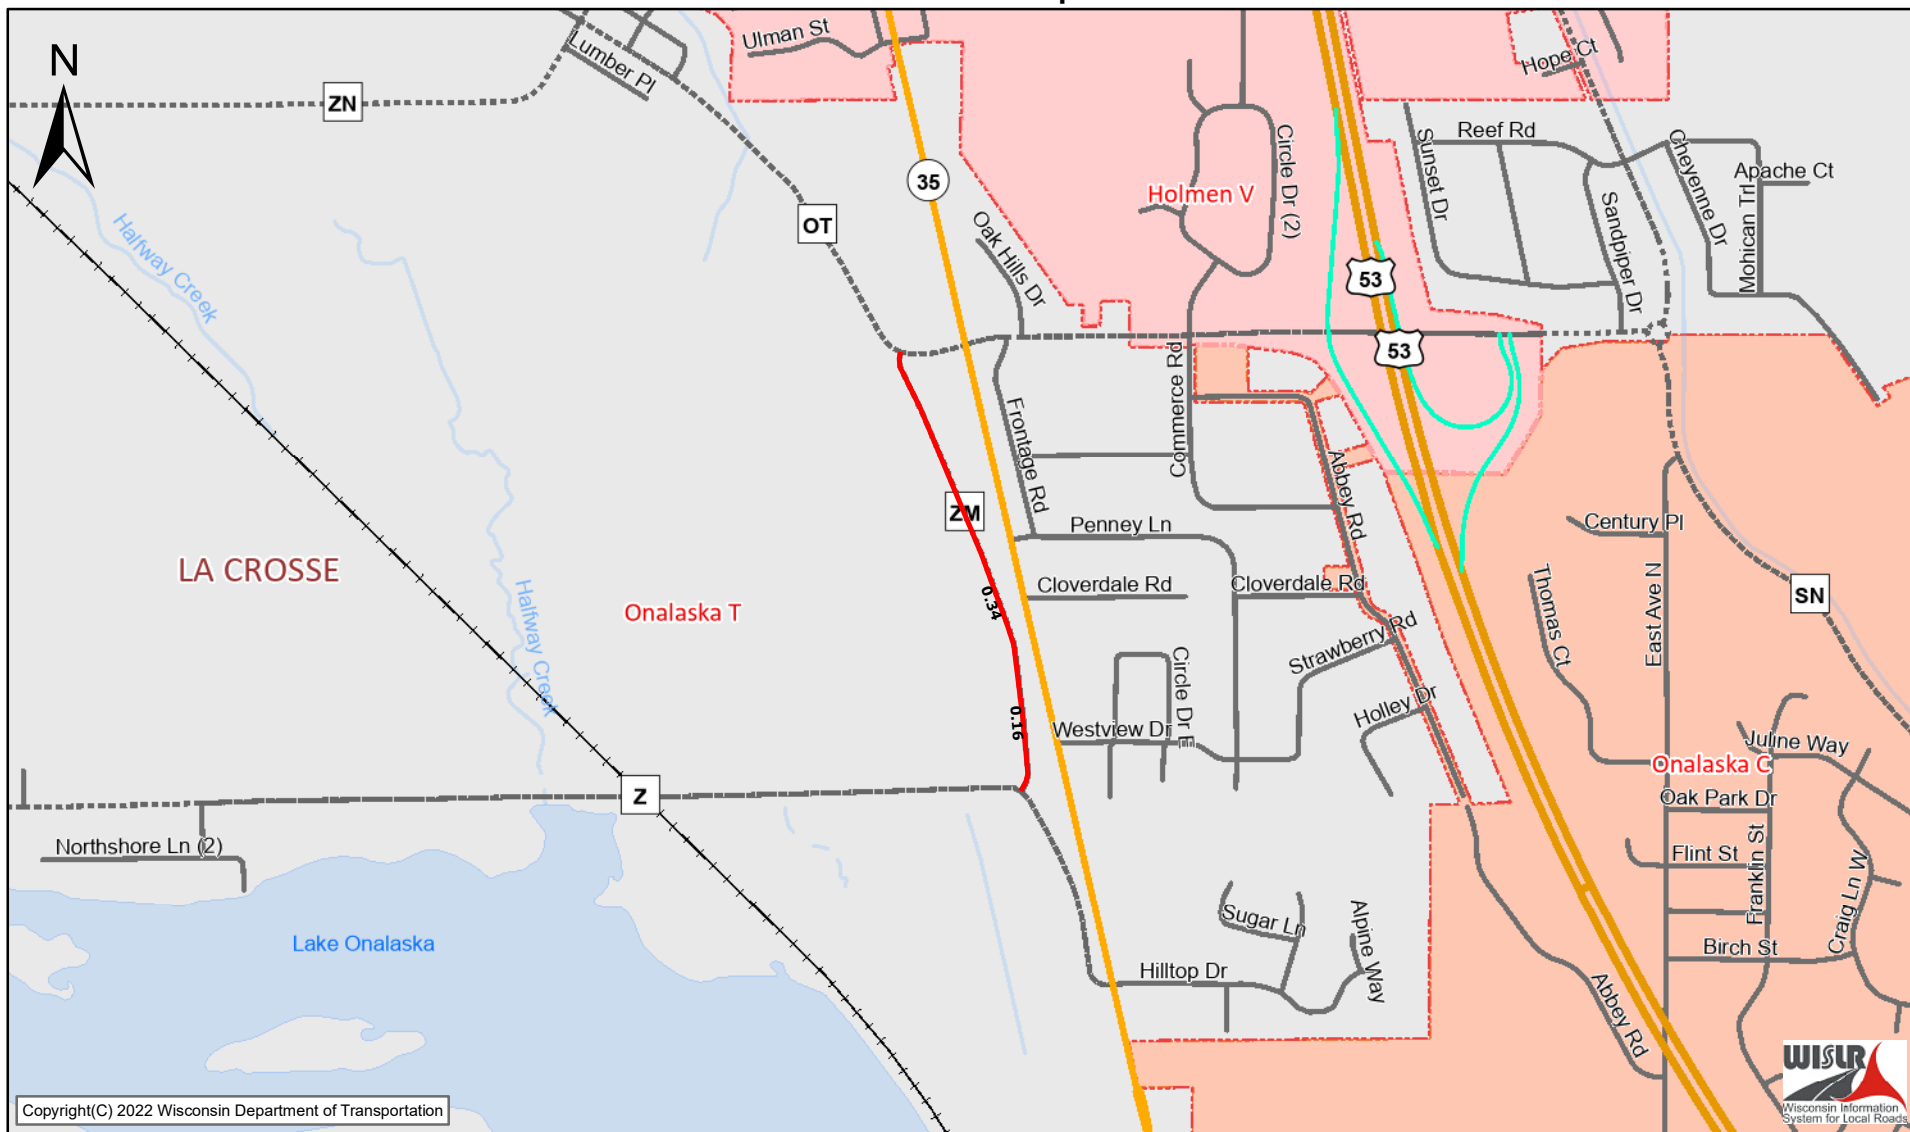 N
Ulman St
Lumber Pl
ZN
Hope Ct
35
Circle Dr (2)
Reef Rd
Sunset Dr
Cheyenne Dr
Apache Ct
Holmen V
OT
Halfway Creek
Oak Hills Dr
Sandpiper Dr
Mohican Trl
53
53
Commerce Rd
Frontage Rd
Abbey Rd
ZM
Penney Ln
Century Pl
LA CROSSE
Onalaska T
Halfway Creek
0.34
Cloverdale Rd
Cloverdale Rd
Thomas Ct
East Ave N
SN
Strawberry Rd
Circle Dr E
Holley Dr
0.16
Westview Dr
Juline Way
Onalaska C
Z
Oak Park Dr
Northshore Ln (2)
Flint St
Franklin St
Craig Ln W
Sugar Ln
Alpine Way
Lake Onalaska
Birch St
Hilltop Dr
Abbey Rd
WISLR
Wisconsin Information
System for Local Roads
Copyright(C) 2022 Wisconsin Department of Transportation